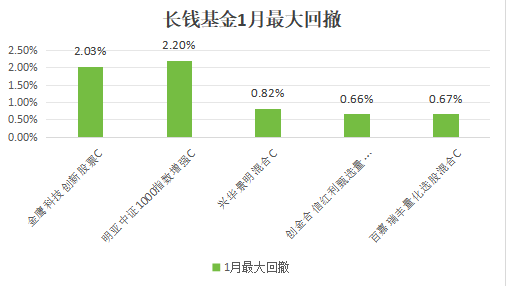 长钱基金1月最大回撤
2.50%
2.00%
1.50%
1.00%
0.50%
0.00%
2.03%
2.20%
0.82%
0.66%
0.67%
金鹰科技创新股票C
明亚中证1000指数增强C
兴华景明混合C
创金合信红利甄选量…
百嘉瑞丰量化选股混合C
1月最大回撤